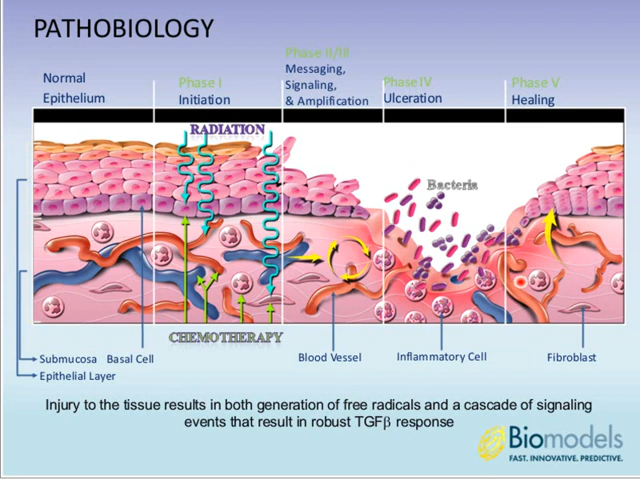 PATHOBIOLOGY
Normal
Epithelium
Phase I
Initiation
Phase II/III
Messaging,
Signaling,
& Amplification
Phase IV
Ulceration
Phase V
Healing
RADIATION
Bacteria
CHEMOTHERAPY
Submucosa Basal Cell
Epithelial Layer
Blood Vessel
Inflammatory Cell
Fibroblast
Injury to the tissue results in both generation of free radicals and a cascade of signaling
events that result in robust TGFβ response
Biomodels
FAST. INNOVATIVE. PREDICTIVE.